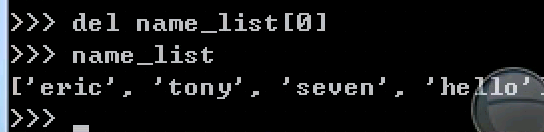 >>> del name_list[0]
>>> name_list
['eric', 'tony', 'seven', 'hello'
>>>